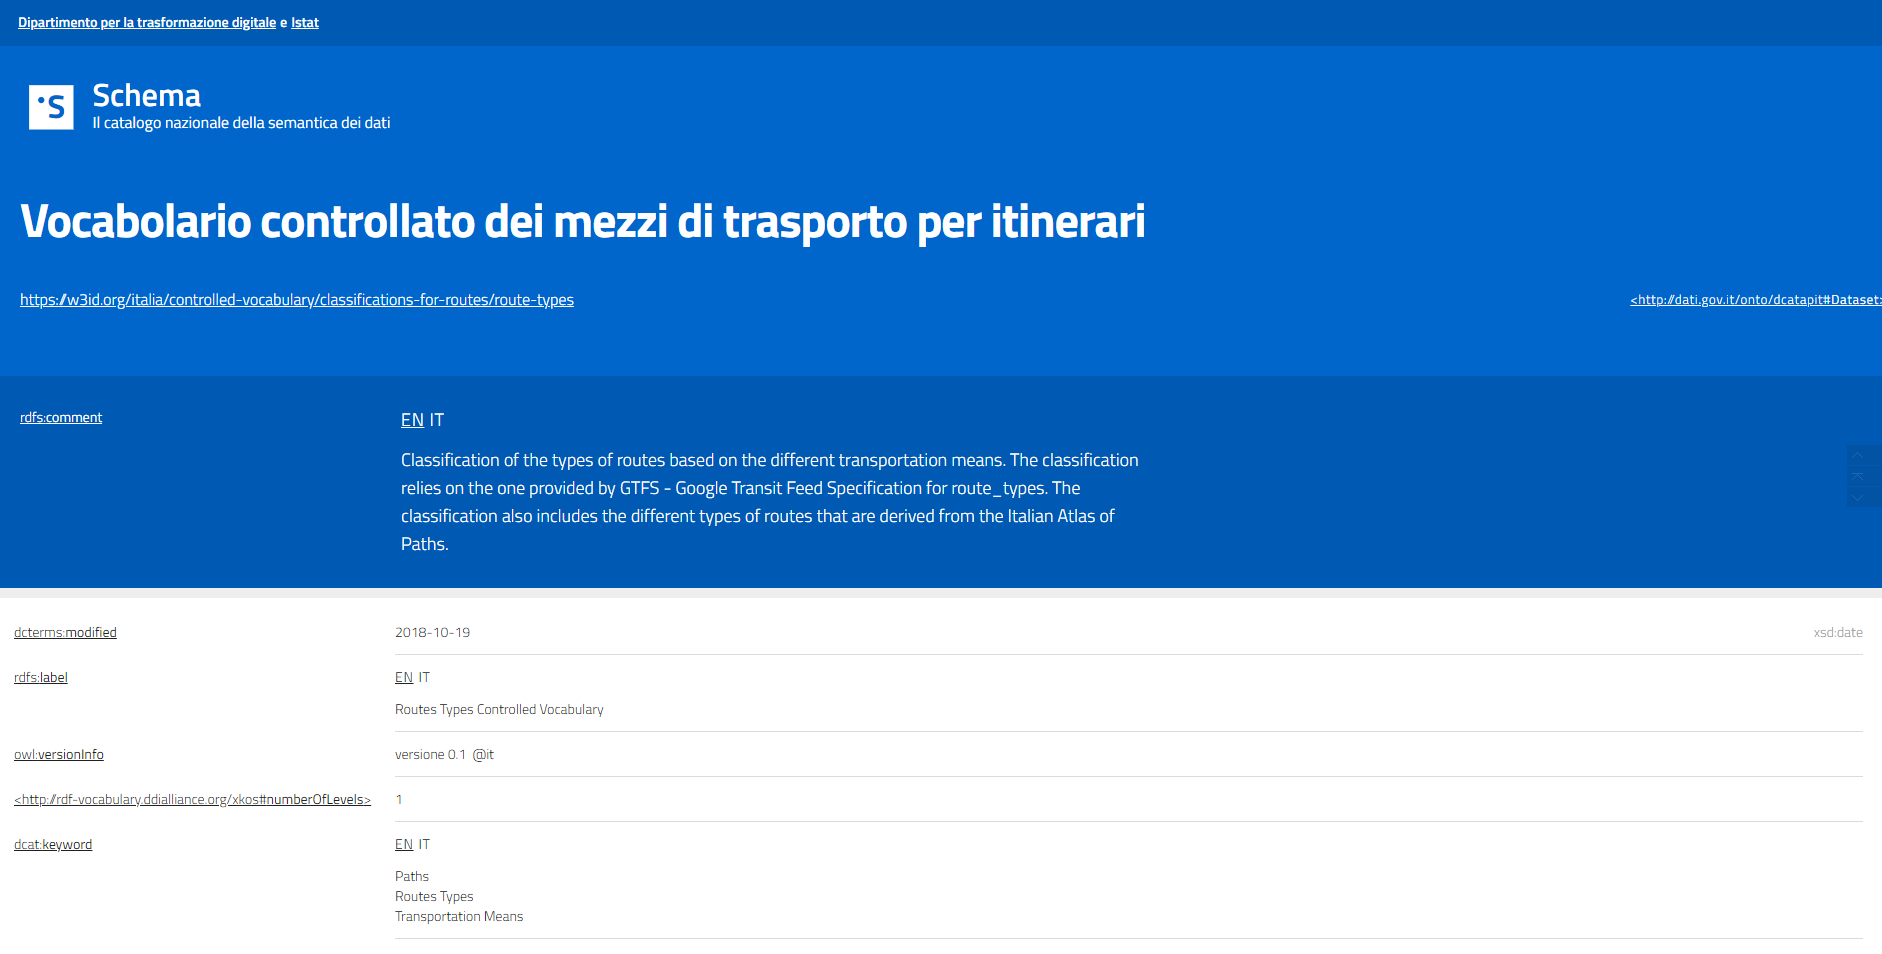 Dipartimento per la trasformazione digitale e Istat
Schema
Il catalogo nazionale della semantica dei dati
Vocabolario controllato dei mezzi di trasporto per itinerari
https://w3id.org/italia/controlled-vocabulary/classifications-for-routes/route-types
<http://dati.gov.it/onto/dcatapit#Dataset>
rdfs:comment
EN IT
Classification of the types of routes based on the different transportation means. The classification
relies on the one provided by GTFS - Google Transit Feed Specification for route_types. The
classification also includes the different types of routes that are derived from the Italian Atlas of
Paths.
dcterms:modified 2018-10-19 xsd:date
rdfs:label EN IT
Routes Types Controlled Vocabulary
owl:versionInfo versione 0.1 @it
<http://rdf-vocabulary.ddialliance.org/xkos#numberOfLevels> 1
dcat:keyword EN IT
Paths
Routes Types
Transportation Means